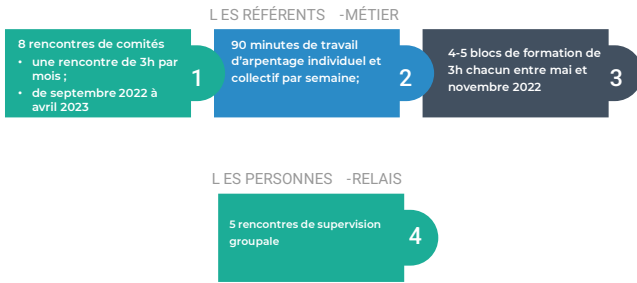 L ES RÉFÉRENTS -MÉTIER
8 rencontres de comités
• une rencontre de 3h par
mois ;
• de septembre 2022 à
avril 2023
1
90 minutes de travail
d'arpentage individuel et
collectif par semaine;
2
4-5 blocs de formation de
3h chacun entre mai et
novembre 2022
3
L ES PERSONNES -RELAIS
5 rencontres de supervision
groupale
4